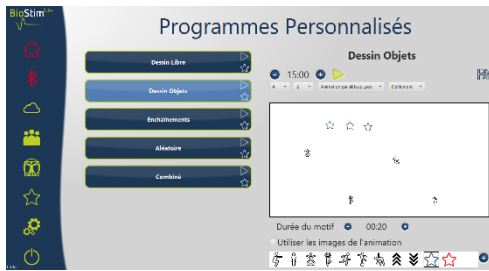 BioStim
Programmes Personnalisés
Dessin Libre
Dessin Objets
Enchaînements
Aléatoire
Combiné
Dessin Objets
15:00
Durée du motif
00:20
Utiliser les images de l'animation